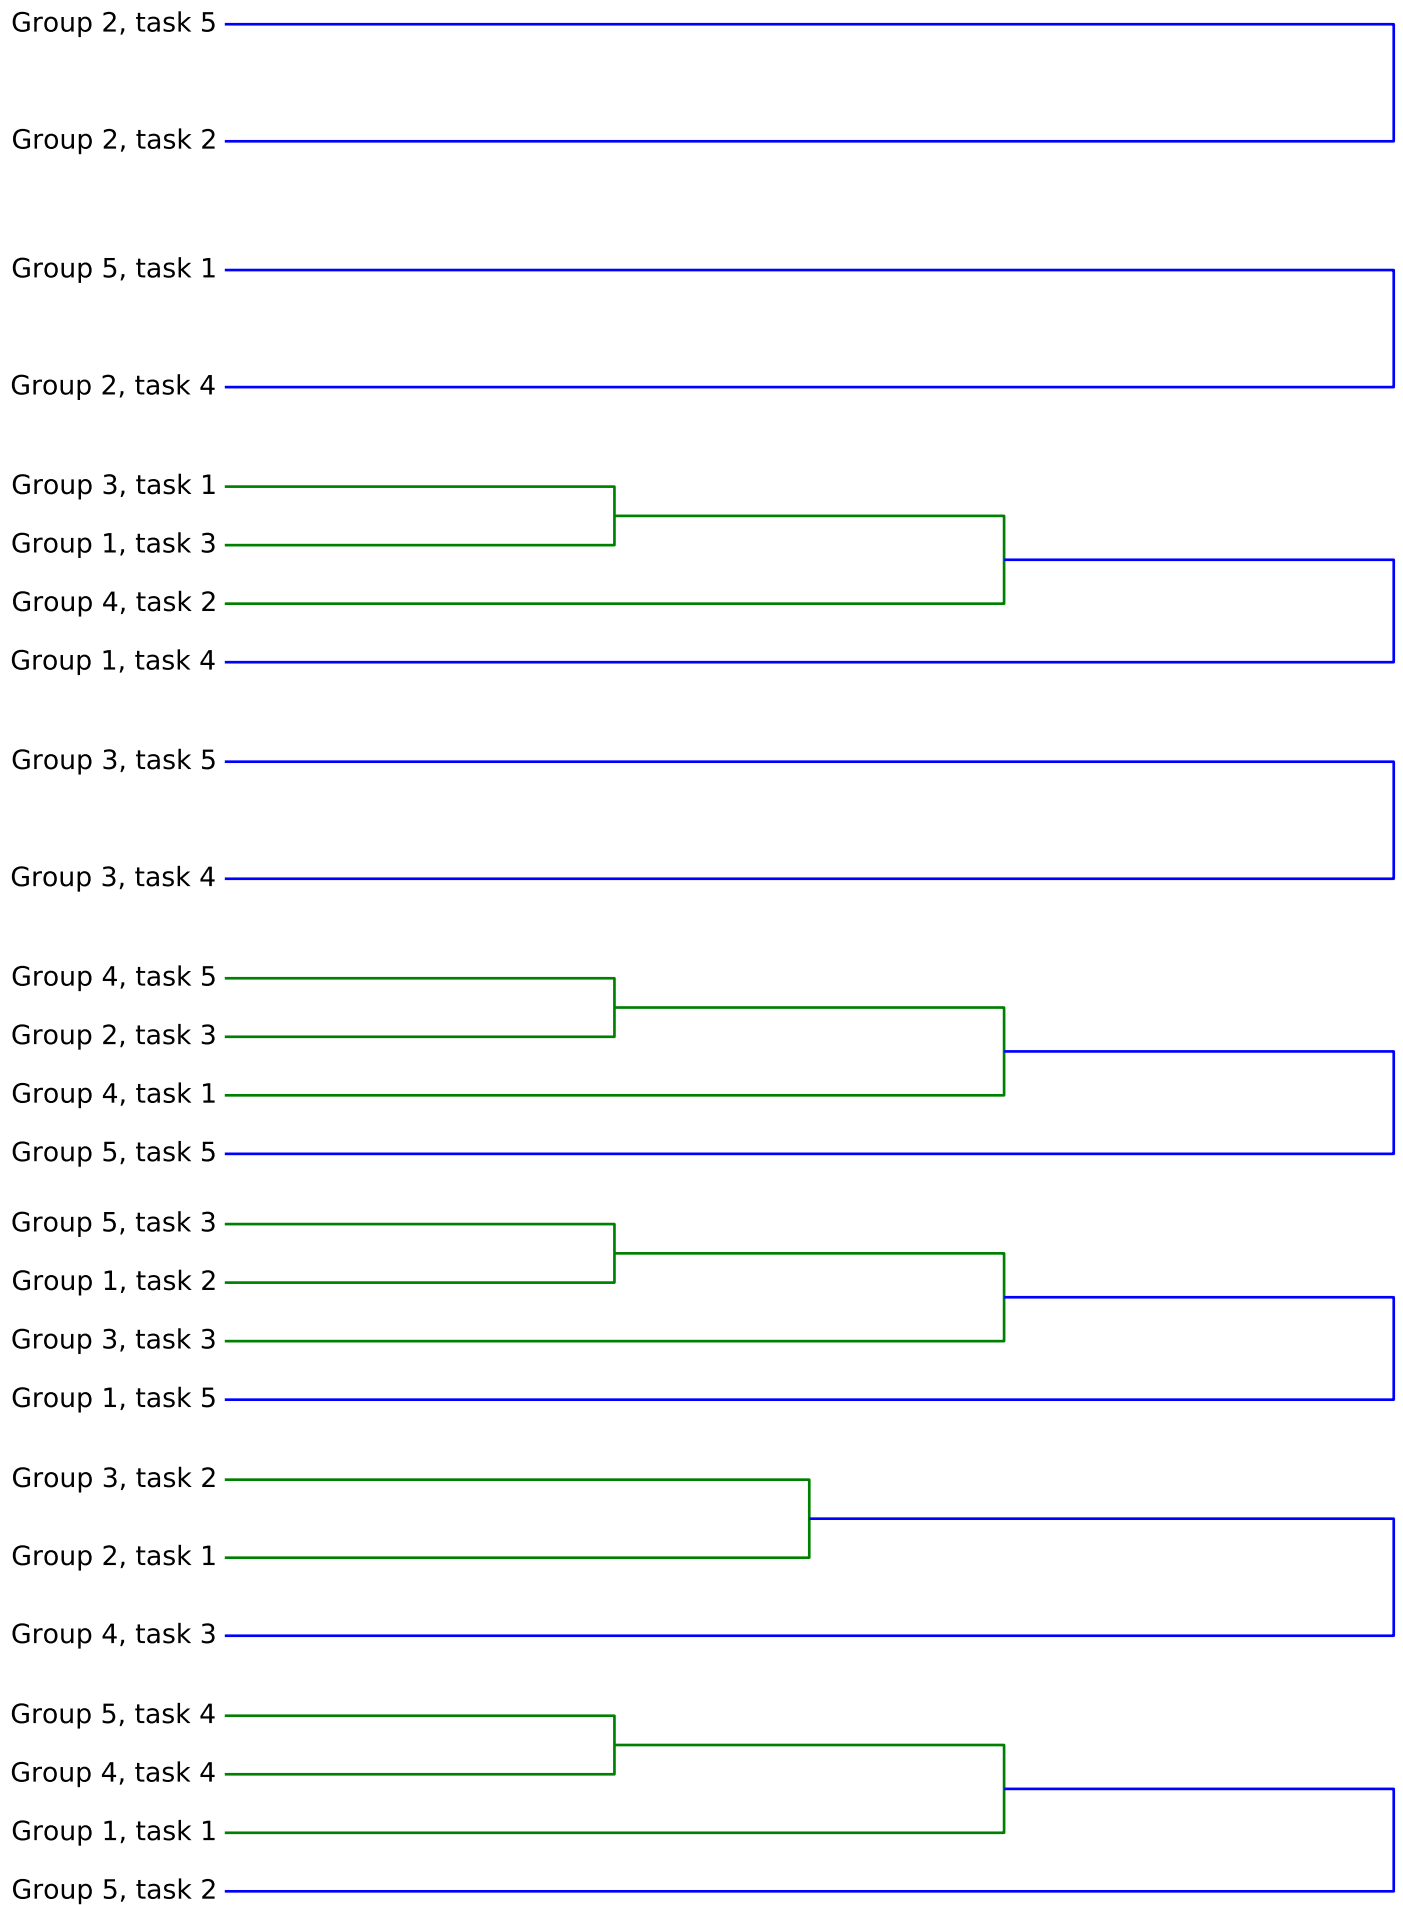 Group 2, task 5
Group 2, task 2
Group 5, task 1
Group 2, task 4
Group 3, task 1
Group 1, task 3
Group 4, task 2
Group 1, task 4
Group 3, task 5
Group 3, task 4
Group 4, task 5
Group 2, task 3
Group 4, task 1
Group 5, task 5
Group 5, task 3
Group 1, task 2
Group 3, task 3
Group 1, task 5
Group 3, task 2
Group 2, task 1
Group 4, task 3
Group 5, task 4
Group 4, task 4
Group 1, task 1
Group 5, task 2